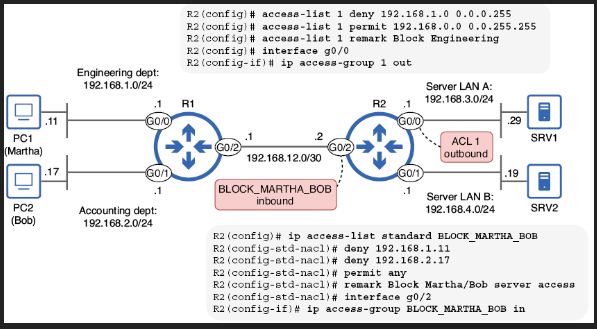 R2(config)# access-list 1 deny 192.168.1.0 0.0.0.255
R2(config)# access-list 1 permit 192.168.0.0 0.0.255.255
R2(config)# access-list 1 remark Block Engineering
R2(config)# interface g0/0
R2(config-if)# ip access-group 1 out
Engineering dept:
192.168.1.0/24
Server LAN A:
192.168.3.0/24
.11
.1
R1
R2
.1
.29
G0/0
G0/0
PC1
(Martha)
SRV1
G0/2
.1
.2
G0/2
192.168.12.0/30
ACL 1
outbound
.17
G0/1
G0/1
.19
PC2
(Bob)
.1
.1
SRV2
BLOCK_MARTHA_BOB
inbound
Accounting dept:
192.168.2.0/24
Server LAN B:
192.168.4.0/24
R2(config)# ip access-list standard BLOCK_MARTHA_BOB
R2(config-std-nacl)# deny 192.168.1.11
R2(config-std-nacl)# deny 192.168.2.17
R2(config-std-nacl)# permit any
R2(config-std-nacl)# remark Block Martha/Bob server access
R2(config-std-nacl)# interface g0/2
R2(config-if)# ip access-group BLOCK_MARTHA_BOB in